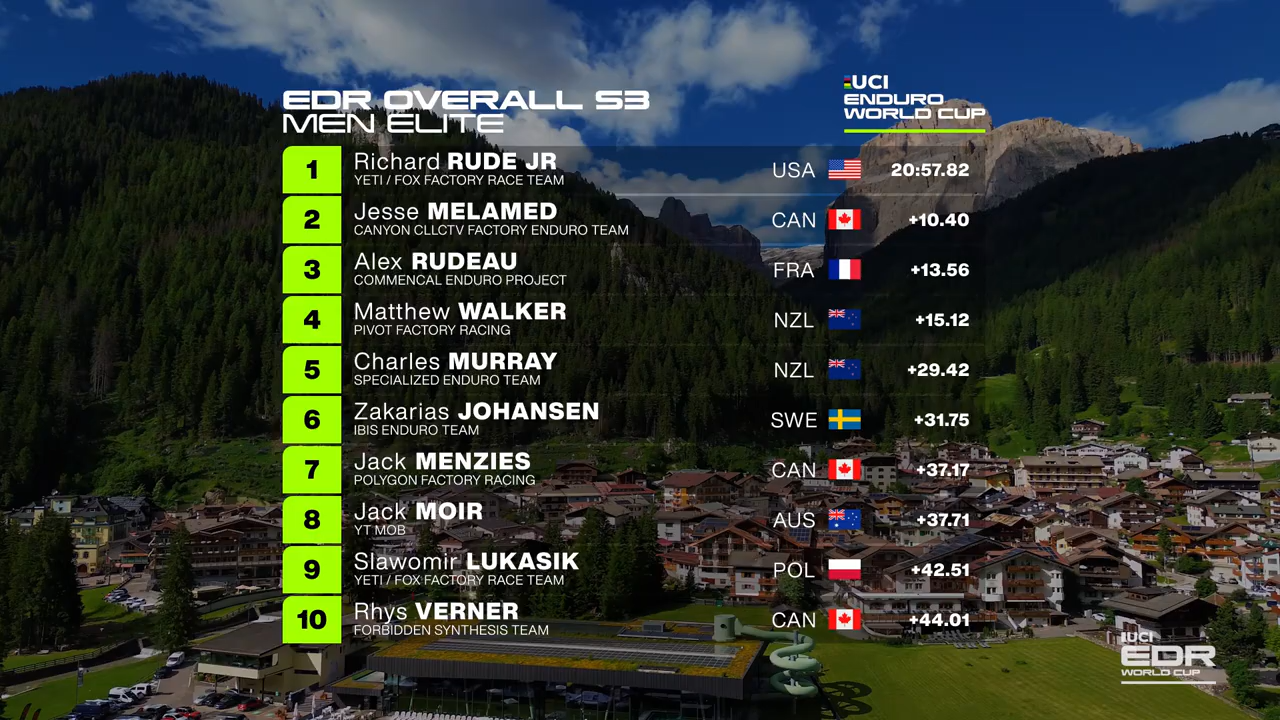 EDR OVERALL S3
MEN ELITE
UCI
ENDURO
WORLD CUP
1 Richard RUDE JR USA 20:57.82
YETI / FOX FACTORY RACE TEAM
2 Jesse MELAMED CAN +10.40
CANYON CLLCTV FACTORY ENDURO TEAM
3 Alex RUDEAU FRA +13.56
COMMENCAL ENDURO PROJECT
4 Matthew WALKER NZL +15.12
PIVOT FACTORY RACING
5 Charles MURRAY NZL +29.42
SPECIALIZED ENDURO TEAM
6 Zakarias JOHANSEN SWE +31.75
IBIS ENDURO TEAM
7 Jack MENZIES CAN +37.17
POLYGON FACTORY RACING
8 Jack MOIR AUS +37.71
YT MOB
9 Slawomir LUKASIK POL +42.51
YETI / FOX FACTORY RACE TEAM
10 Rhys VERNER CAN +44.01
FORBIDDEN SYNTHESIS TEAM
UCI
EDR
WORLD CUP